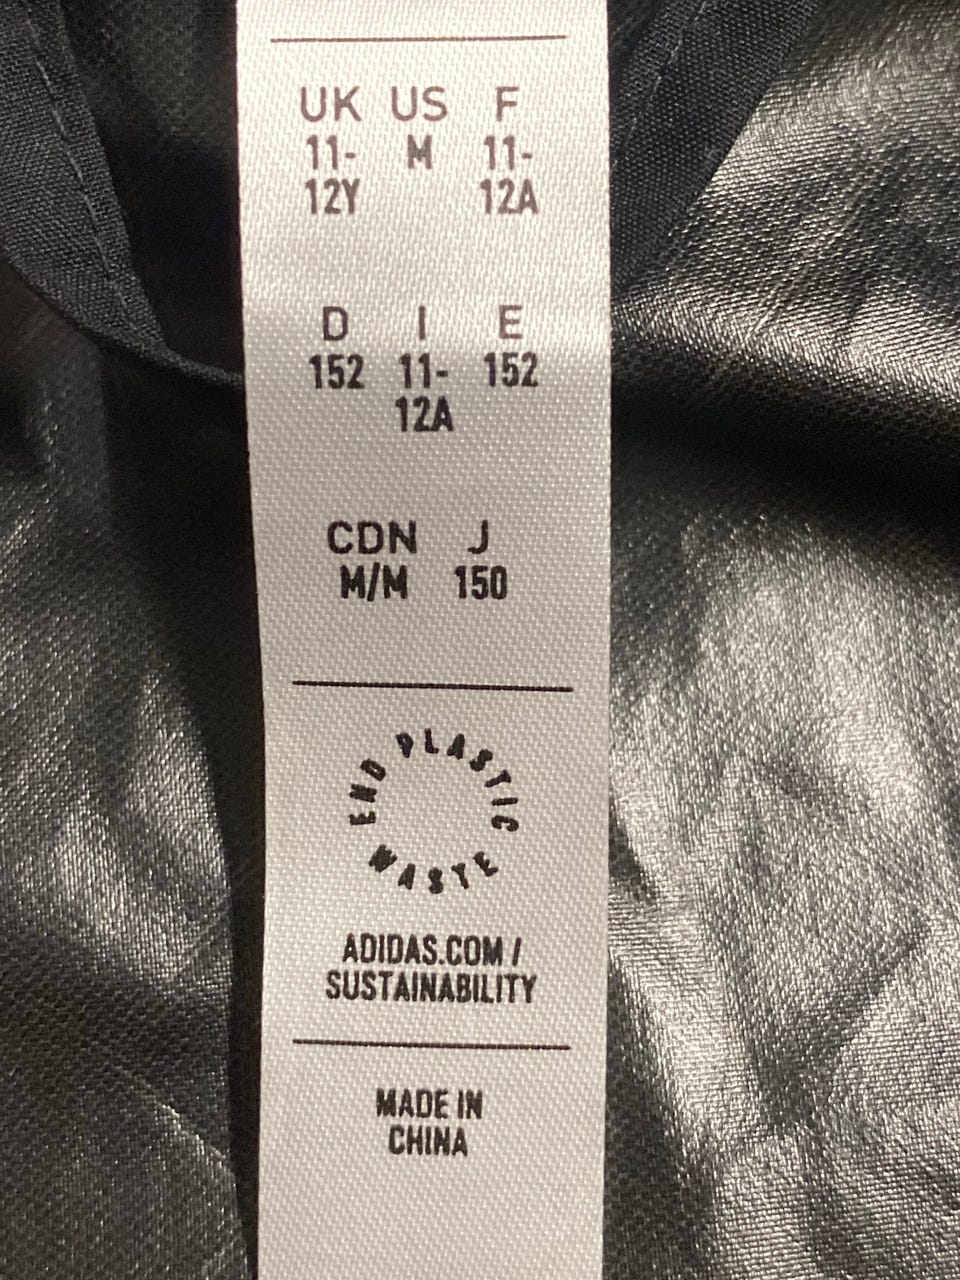 UK US F
11- M 11-
12Y 12A
D I E
152 11- 152
12A
CDN J
M/M 150
END PLASTIC WASTE
ADIDAS.COM /
SUSTAINABILITY
MADE IN
CHINA